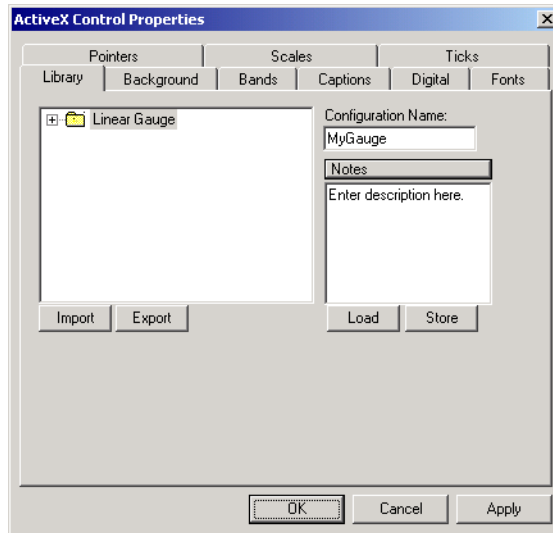 ActiveX Control Properties
Pointers Scales Ticks
Library Background Bands Captions Digital Fonts
Linear Gauge
Configuration Name:
MyGauge
Notes
Enter description here.
Import Export Load Store
OK Cancel Apply